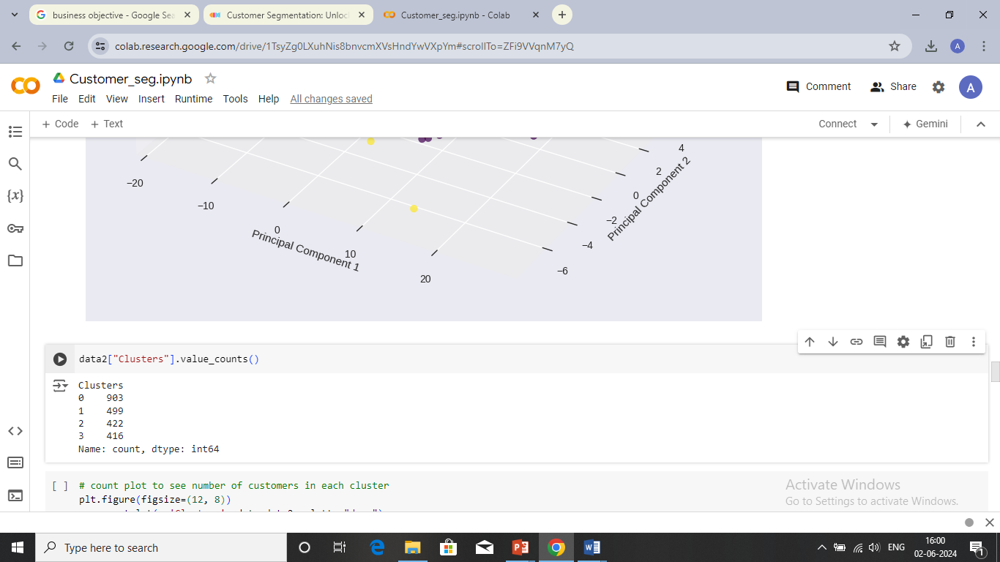 business objective - Google Sea
Customer Segmentation: Unloc
Customer_seg.ipynb - Colab
colab.research.google.com/drive/1TsyZg0LXuhNis8bnvcmXVsHndYwVXpYm#scrollTo=ZFi9VVqnM7yQ
A
Customer_seg.ipynb
File Edit View Insert Runtime Tools Help All changes saved
Comment Share A
+ Code + Text
Connect Gemini
{x}
4
2
0
−2
−4
−6
Principal Component 2
−20
−10
0
10
20
Principal Component 1
data2["Clusters"].value_counts()
Clusters
0 903
1 499
2 422
3 416
Name: count, dtype: int64
[ ] # count plot to see number of customers in each cluster
plt.figure(figsize=(12, 8))
Activate Windows
Go to Settings to activate Windows.
Type here to search
ENG
16:00
02-06-2024
1